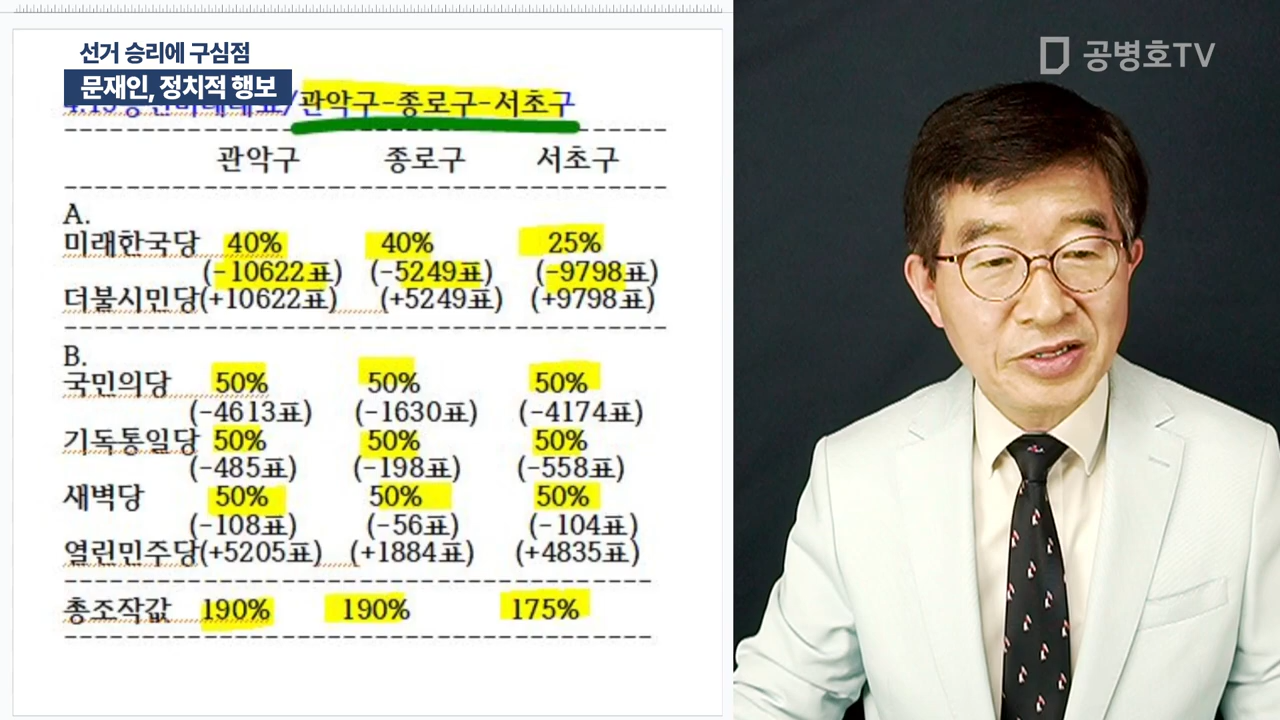 선거 승리에 구심점
문재인, 정치적 행보
공병호TV
/관악구-종로구-서초구
관악구 종로구 서초구
A.
미래한국당 40% 40% 25%
(-10622표) (-5249표) (-9798표)
더불시민당(+10622표) (+5249표) (+9798표)
B.
국민의당 50% 50% 50%
(-4613표) (-1630표) (-4174표)
기독통일당 50% 50% 50%
(-485표) (-198표) (-558표)
새벽당 50% 50% 50%
(-108표) (-56표) (-104표)
열린민주당(+5205표) (+1884표) (+4835표)
총조작값 190% 190% 175%